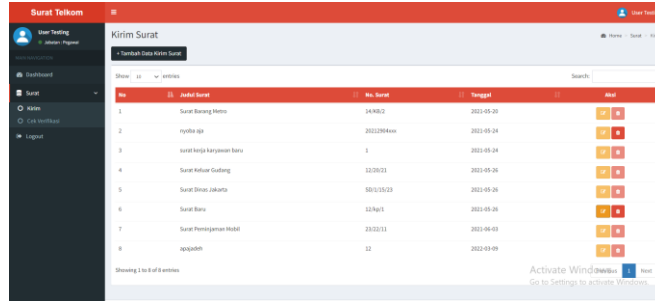 Surat Telkom
User Testing
User Testing
Jabatan : Pegawai
MAIN NAVIGATION
Dashboard
Surat
Kirim
Cek Verifikasi
Logout
Kirim Surat
Home Surat
+Tambah Data Kirim Surat
Show 10 entries
Search:
No Judul Surat No. Surat Tanggal Aksi
1 Surat Barang Metro 14/KB/2 2021-05-20
2 nyoba aja 2021-05-24
3 surat kerja karyawan baru 1 2021-05-24
4 Surat Keluar Gudang 12/20/21 2021-05-26
5 Surat Dinas Jakarta SD/1/15/23 2021-05-26
6 Surat Baru 12/kp/1 2021-05-26
7 Surat Peminjaman Mobil 23/22/11 2021-06-03
8 apajadeh 12 2022-03-09
Showing 1 to 8 of 8 entries
Previous 1 Next
Activate Windows
Go to Settings to activate Windows.